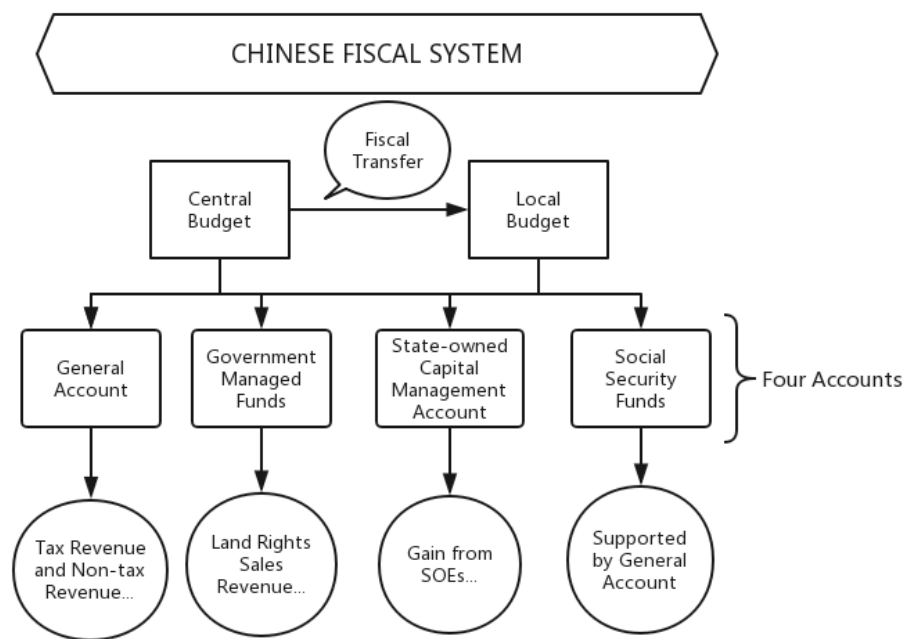 CHINESE FISCAL SYSTEM
Fiscal
Transfer
Central
Budget
Local
Budget
General
Account
Government
Managed
Funds
State-owned
Capital
Management
Account
Social
Security
Funds
Four Accounts
Tax Revenue
and Non-tax
Revenue...
Land Rights
Sales
Revenue...
Gain from
SOEs...
Supported
by General
Account